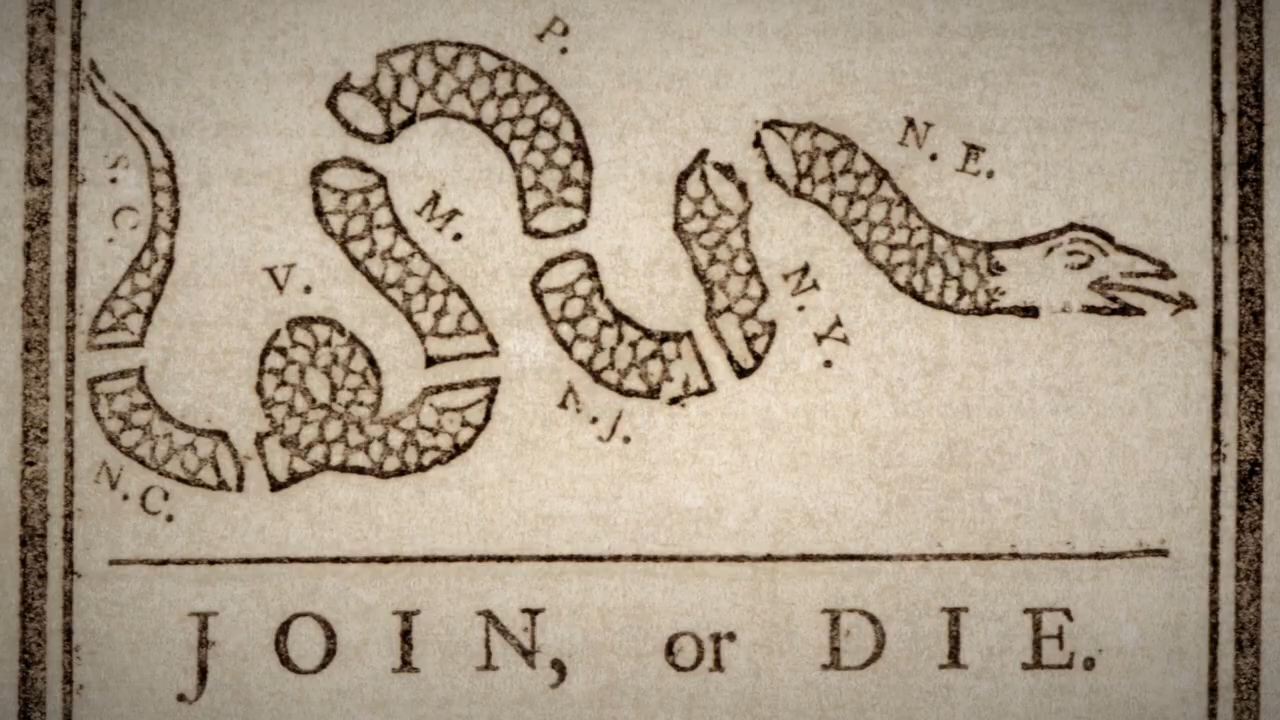 P.
N. E.
S. C.
M.
V.
N. Y.
N. J.
N. C.
JOIN, or DIE.